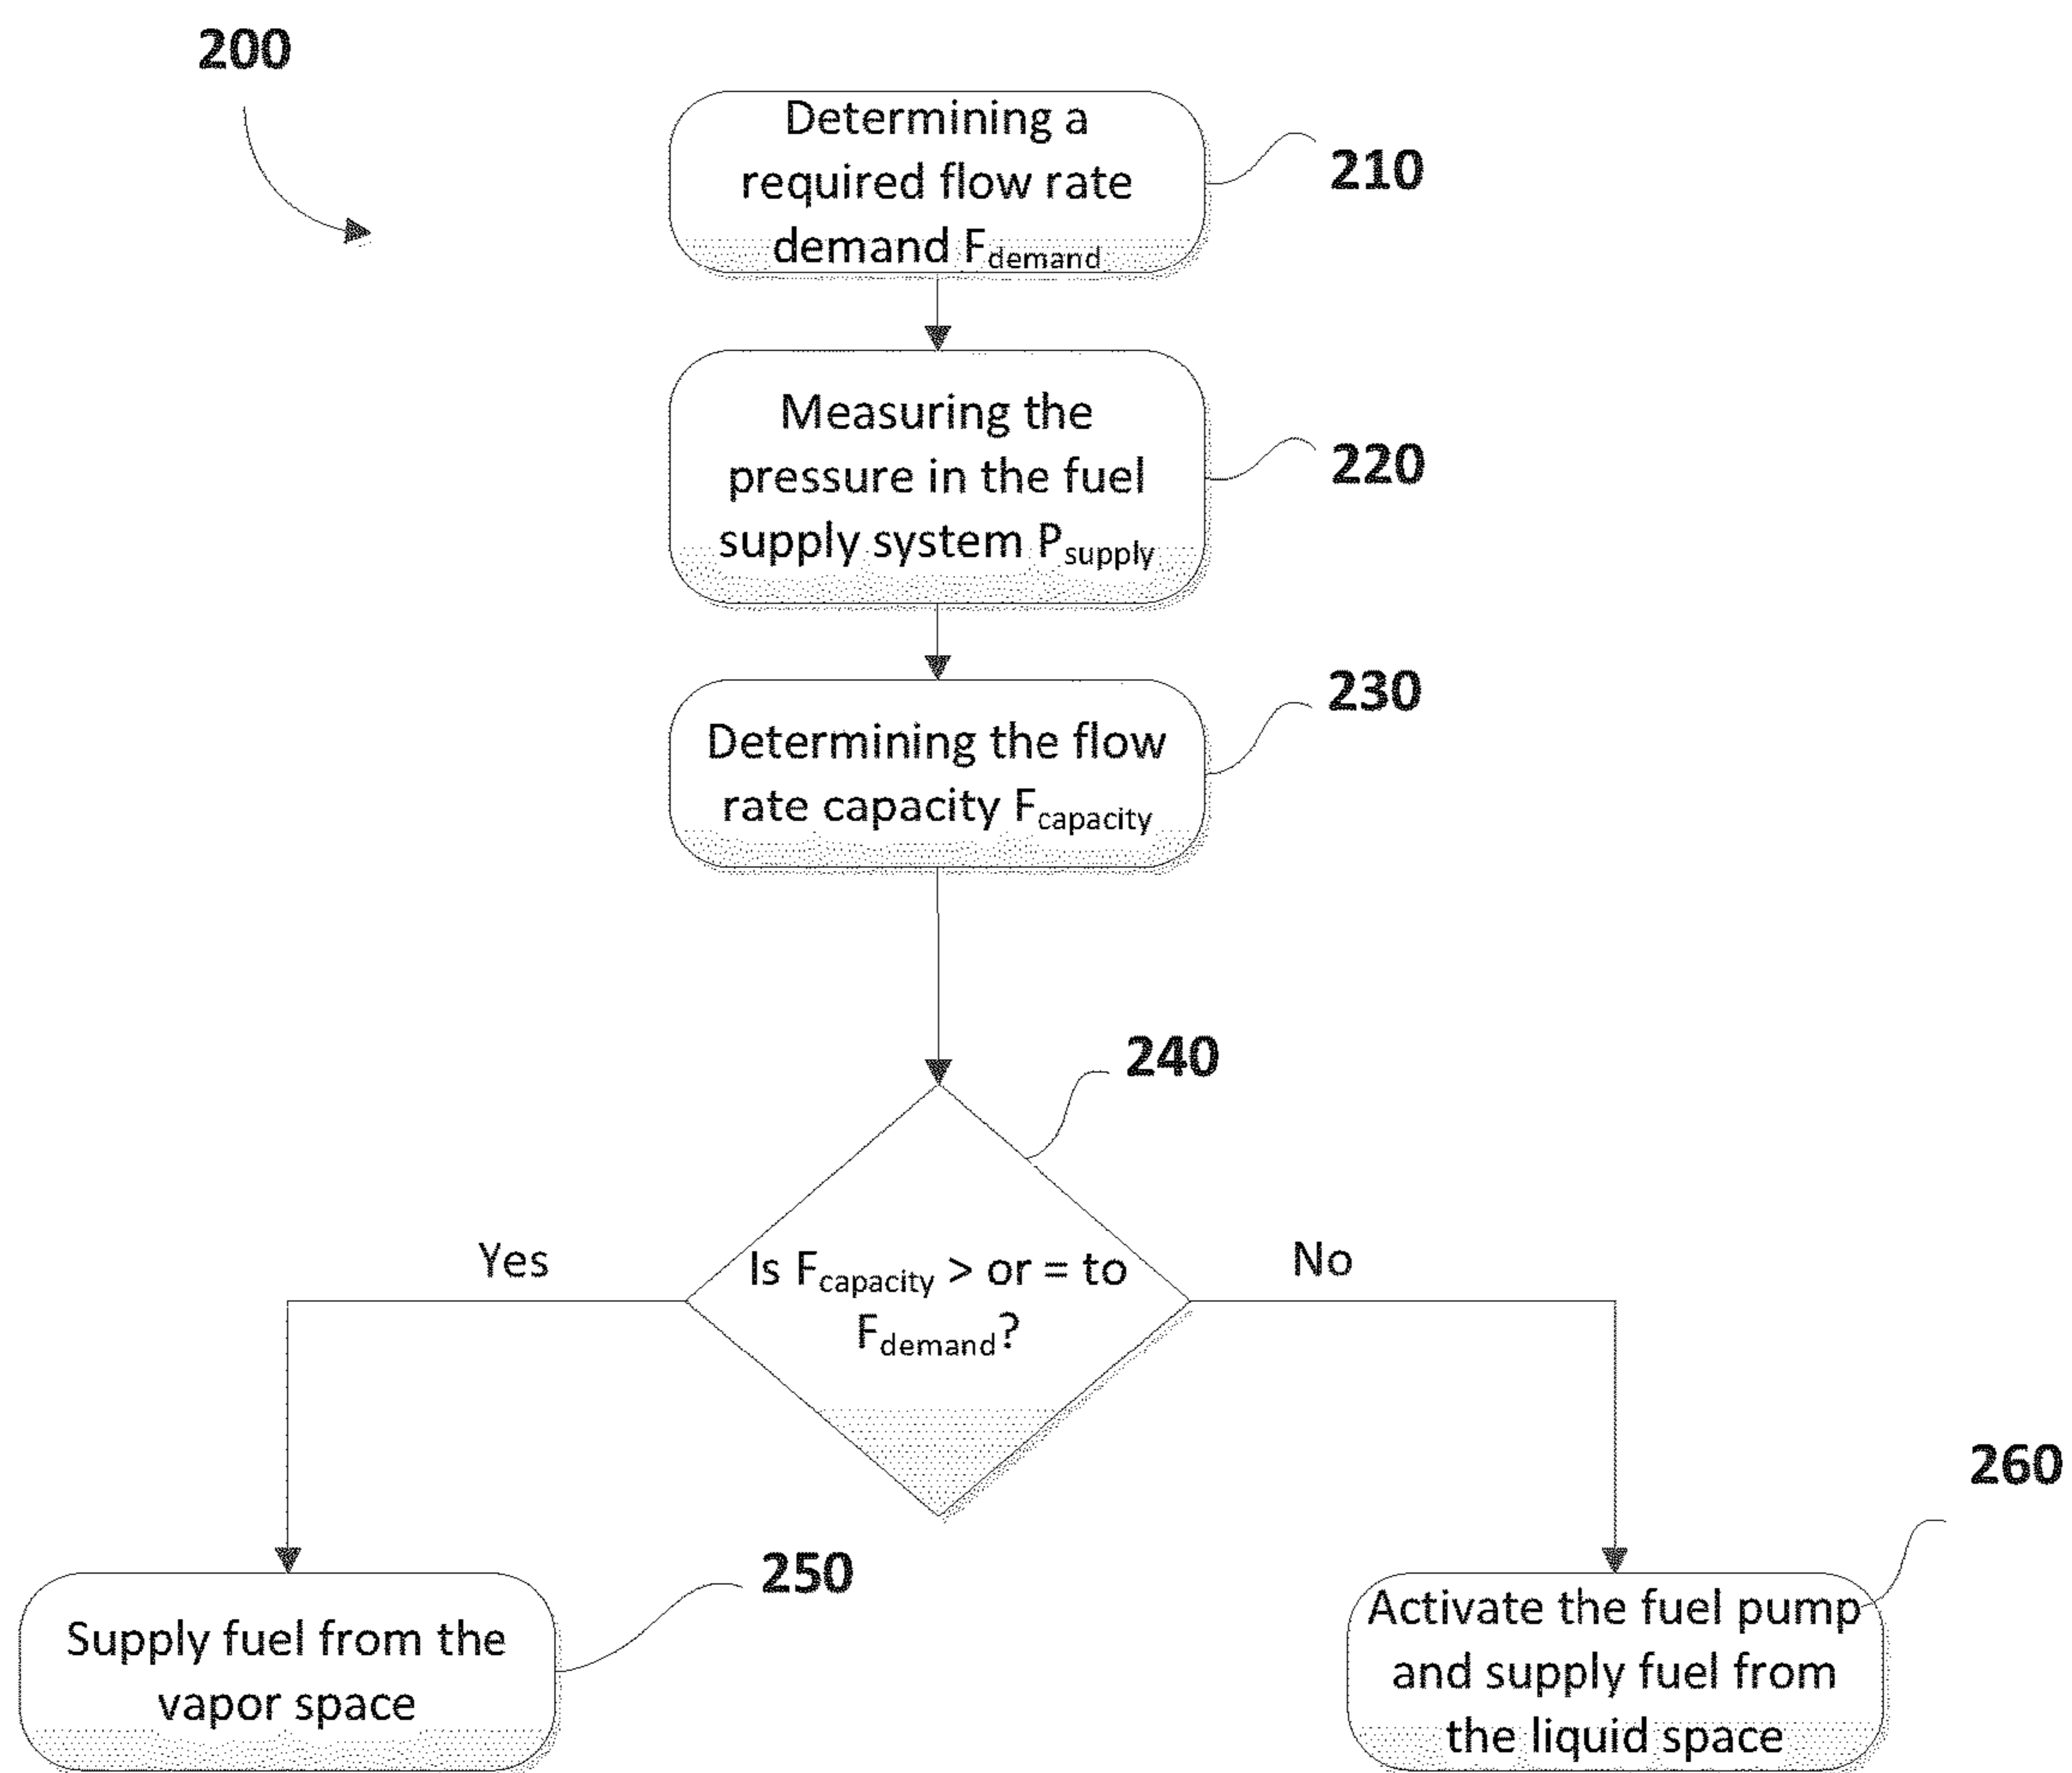 200
Determining a
required flow rate
demand Fdemand
210
Measuring the
pressure in the fuel
supply system Psupply
220
230
Determining the flow
rate capacity Fcapacity
240
Yes
Is Fcapacity > or = to
Fdemand?
No
250
Supply fuel from the
vapor space
260
Activate the fuel pump
and supply fuel from
the liquid space